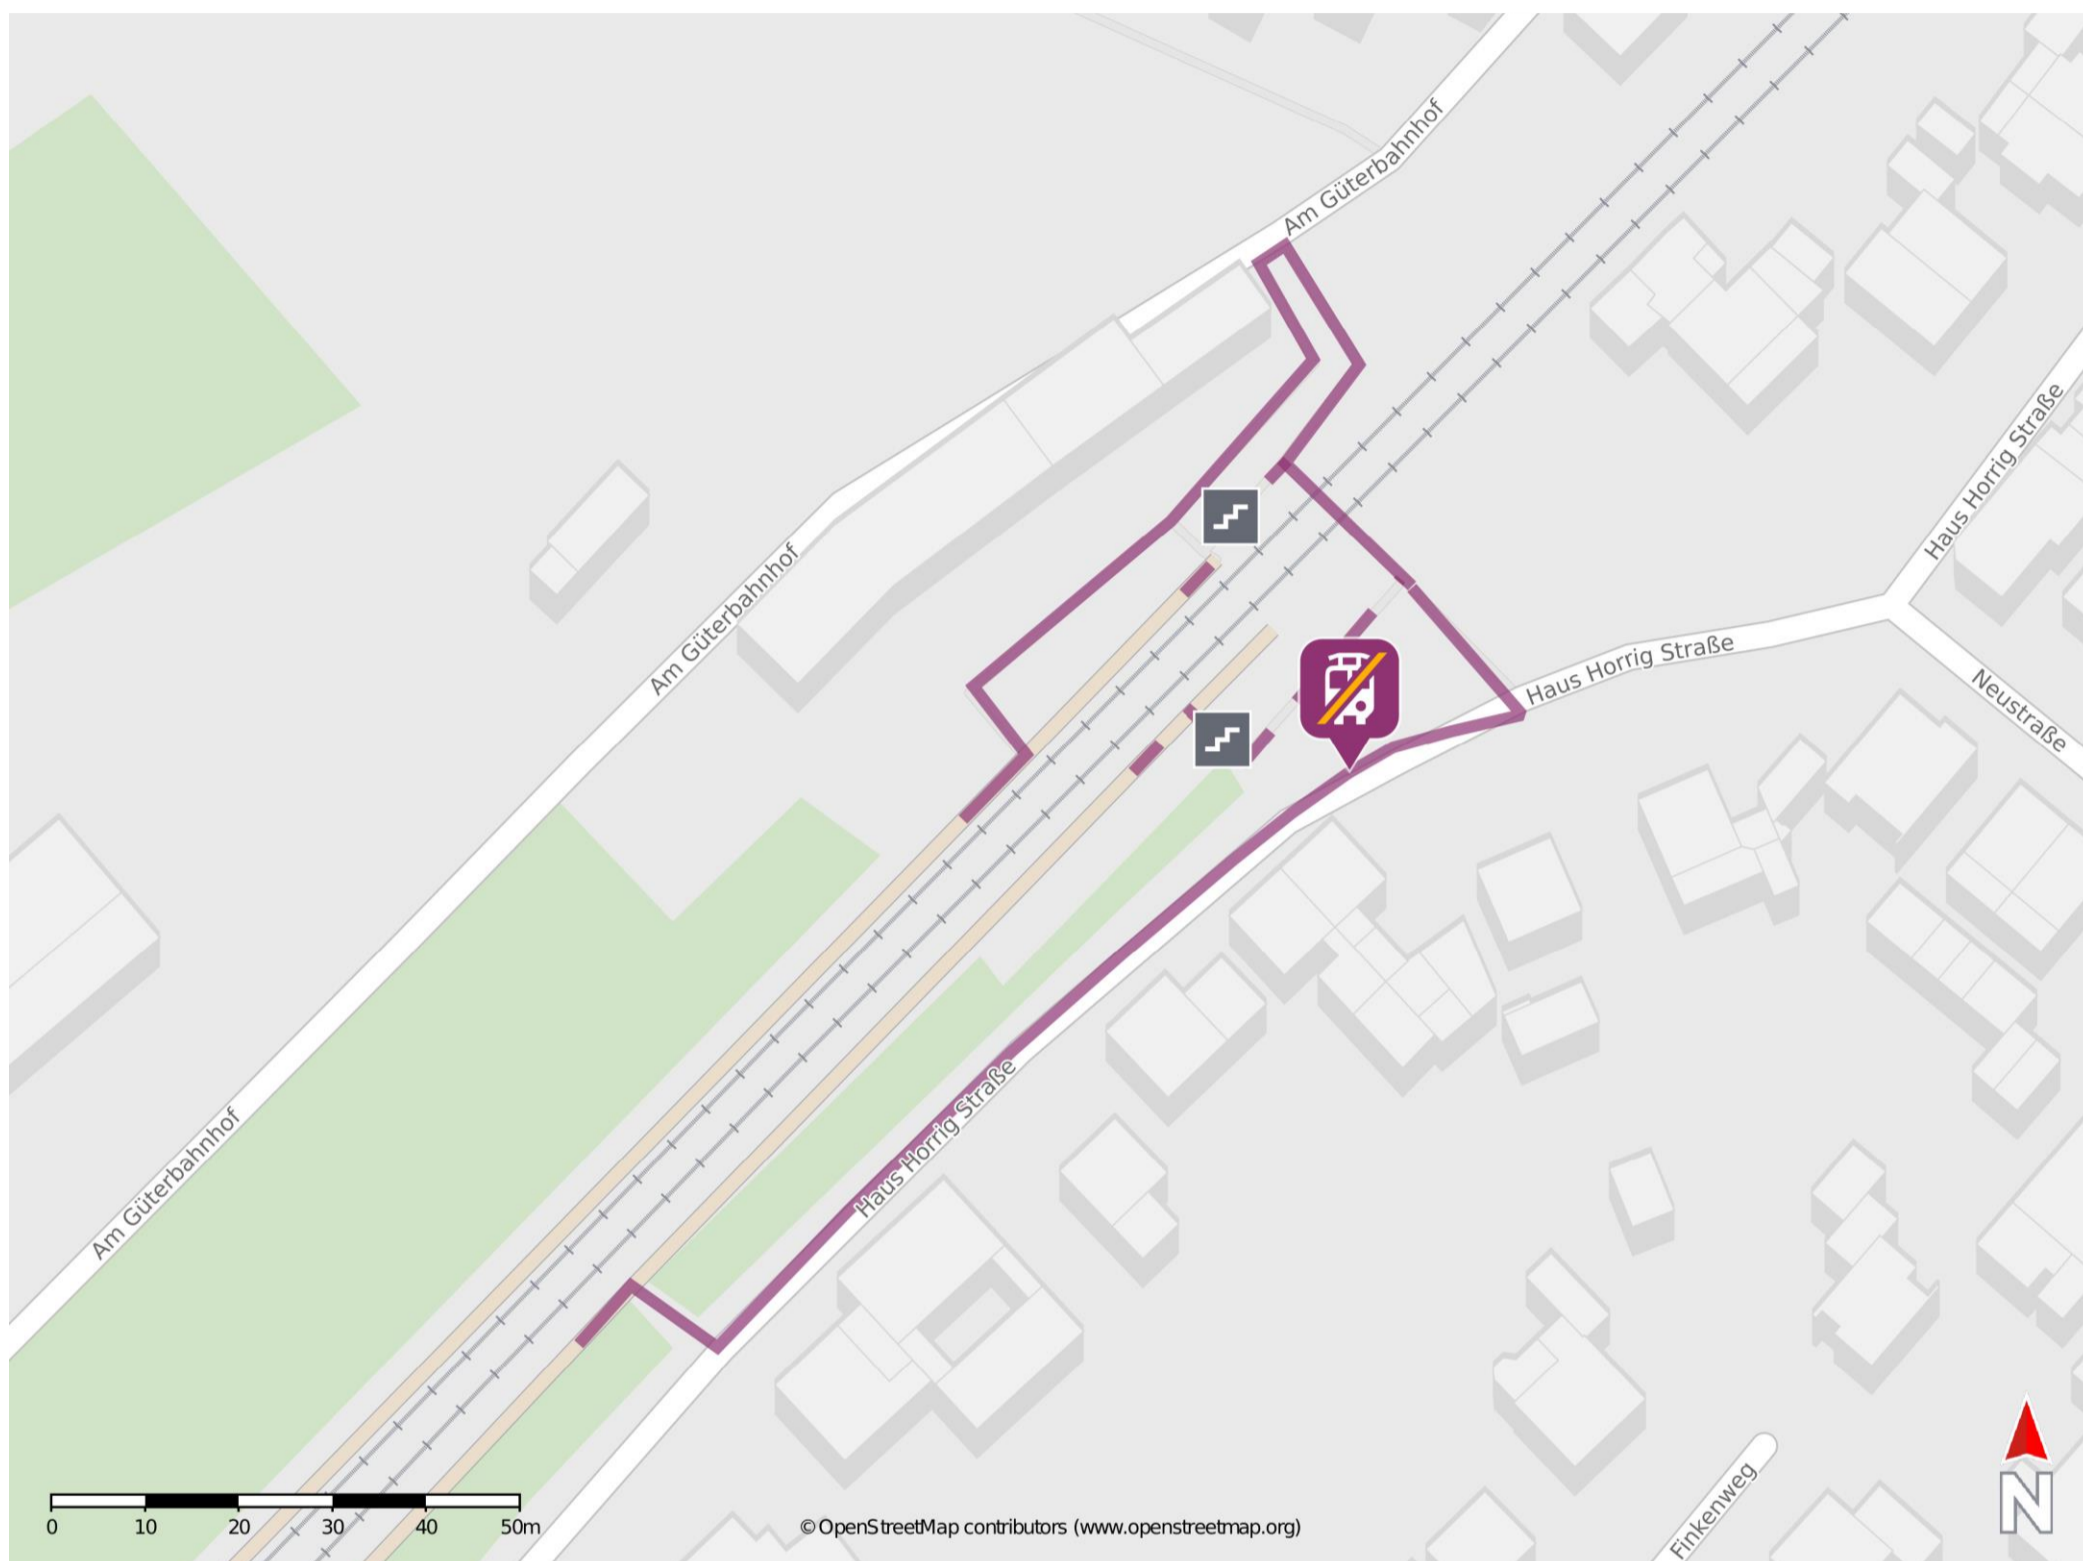 Am Güterbahnhof
Haus Horrig Straße
Am Güterbahnhof
Haus Horrig Straße
Neustraße
Haus Horrig Straße
Am Güterbahnhof
Finkenweg
N
0 10 20 30 40 50m
© OpenStreetMap contributors (www.openstreetmap.org)